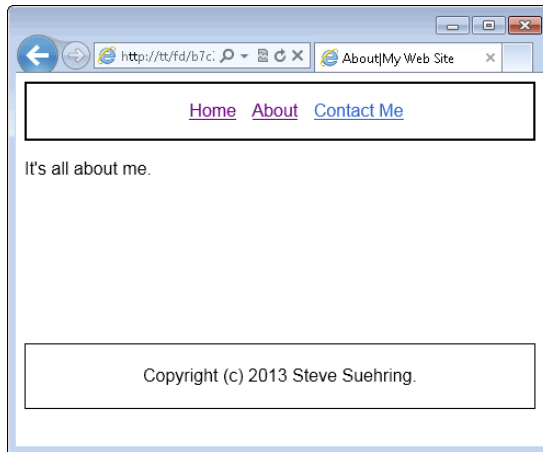 http://tt/fd/b7c
About|My Web Site
Home About Contact Me
It's all about me.
Copyright (c) 2013 Steve Suehring.